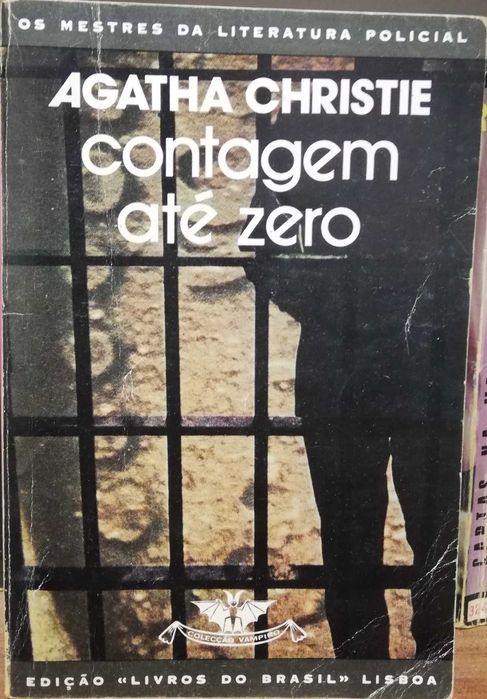 OS MESTRES DA LITERATURA POLICIAL
AGATHA CHRISTIE
contagem
até zero
COLECÇÃO VAMPIRO
EDIÇÃO «LIVROS DO BRASIL» LISBOA